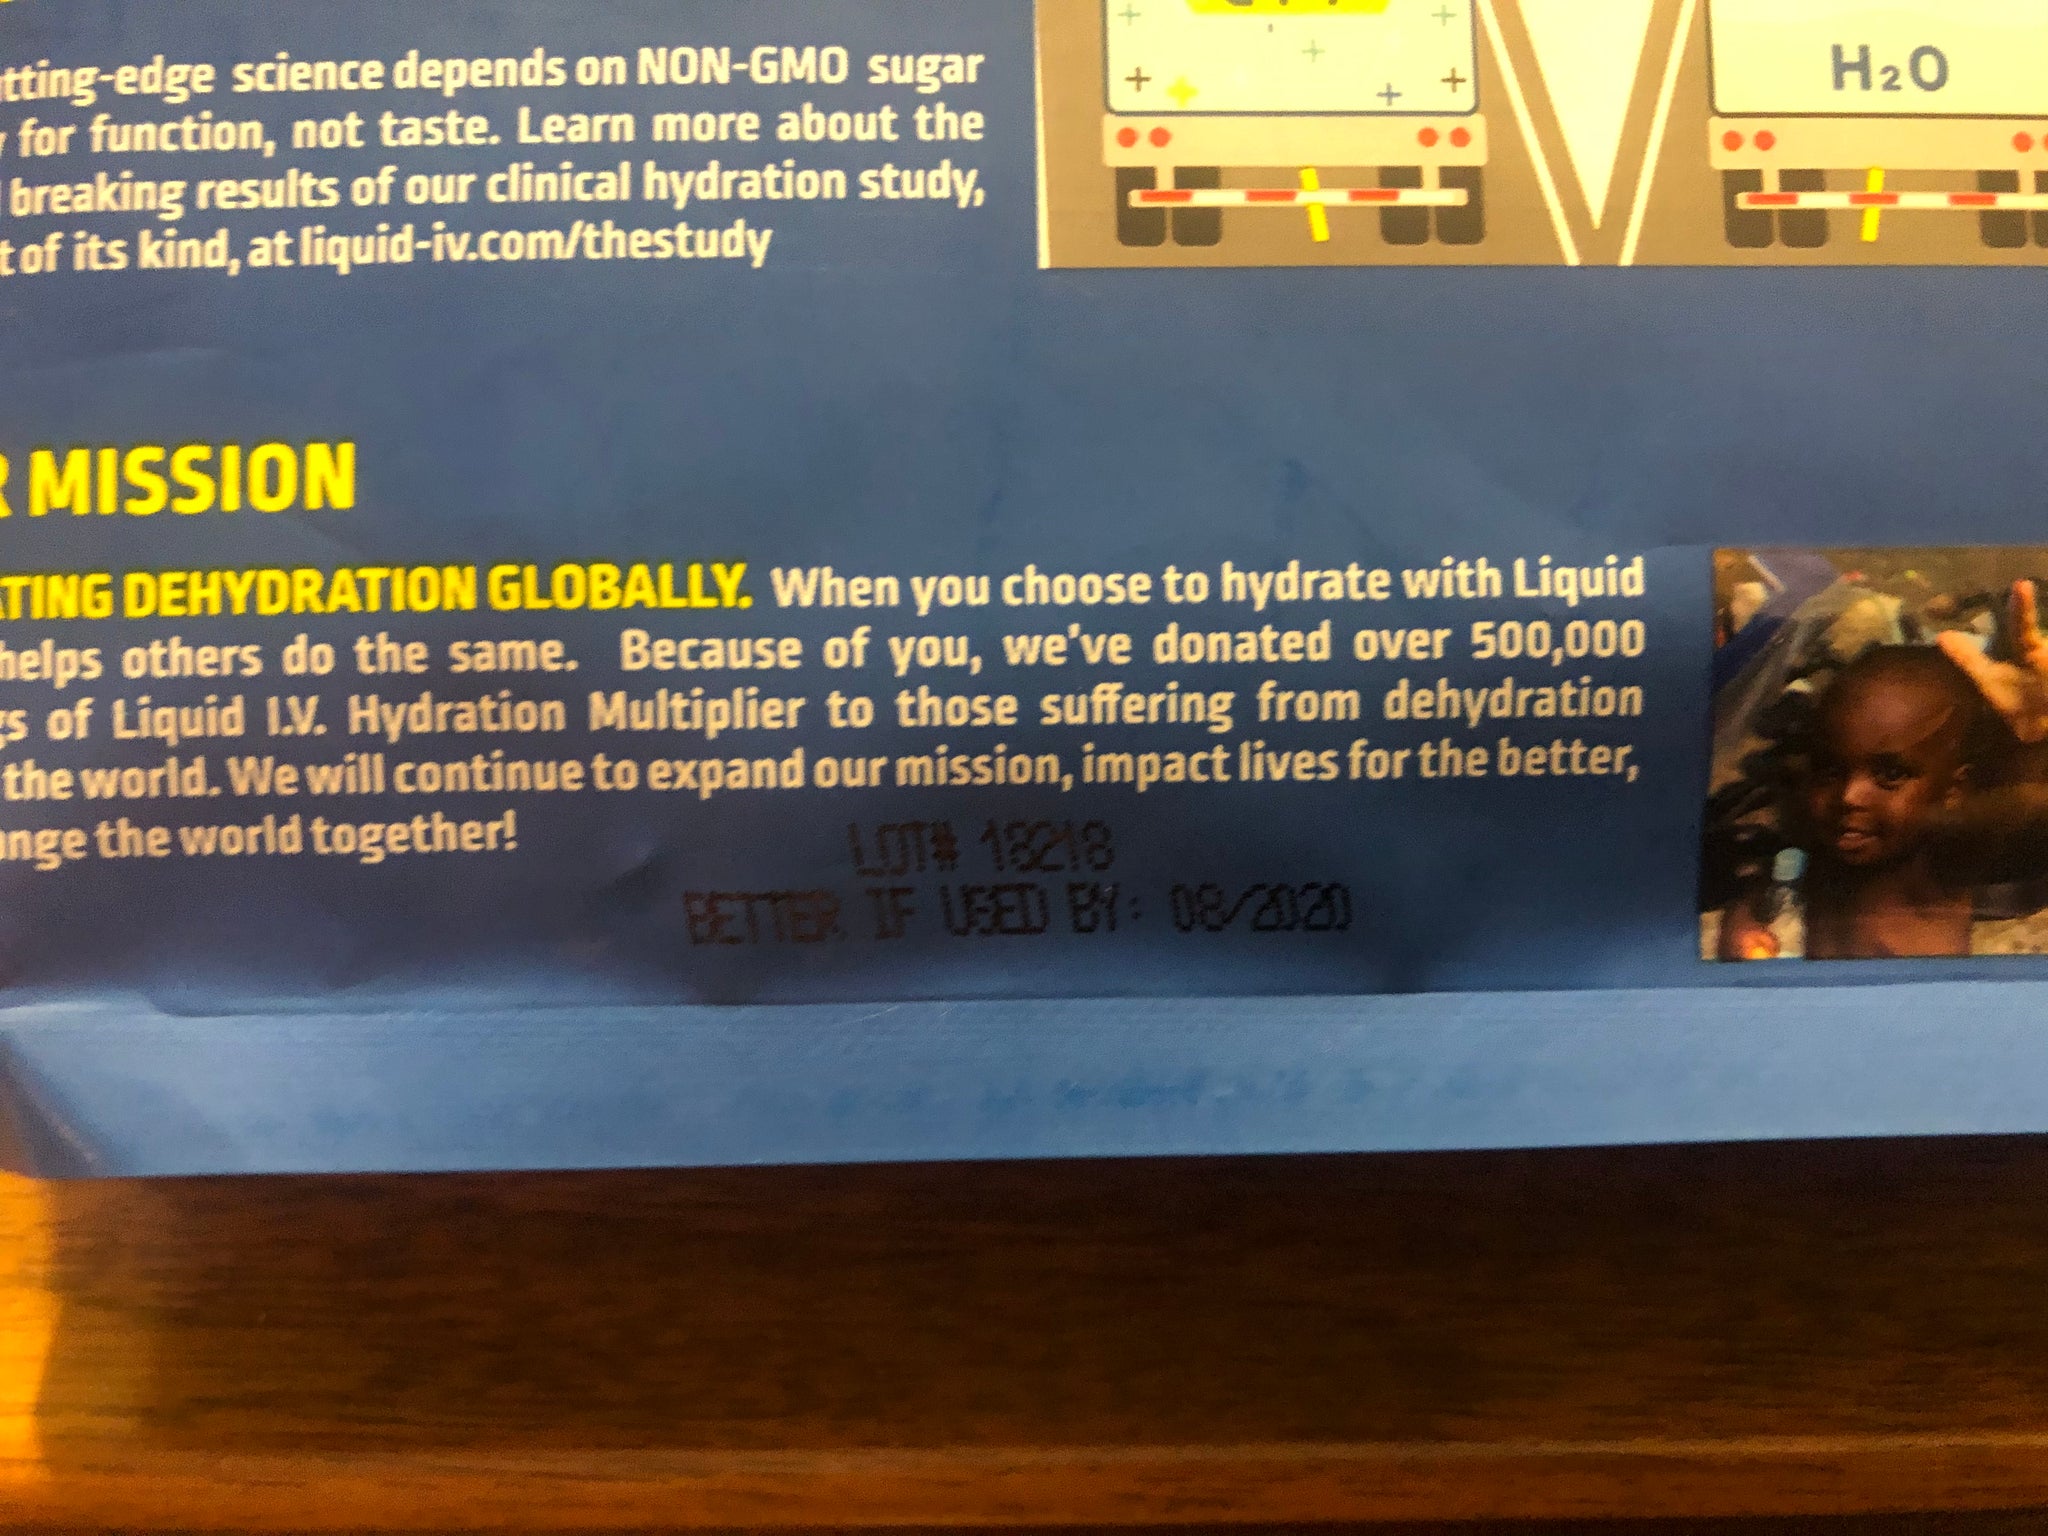 tting-edge science depends on NON-GMO sugar
for function, not taste. Learn more about the
breaking results of our clinical hydration study,
t of its kind, at liquid-iv.com/thestudy
H₂O
R MISSION
TING DEHYDRATION GLOBALLY. When you choose to hydrate with Liquid
helps others do the same. Because of you, we've donated over 500,000
gs of Liquid I.V. Hydration Multiplier to those suffering from dehydration
the world. We will continue to expand our mission, impact lives for the better,
ange the world together!
LOT# 18218
BETTER IF USED BY: 08/2020